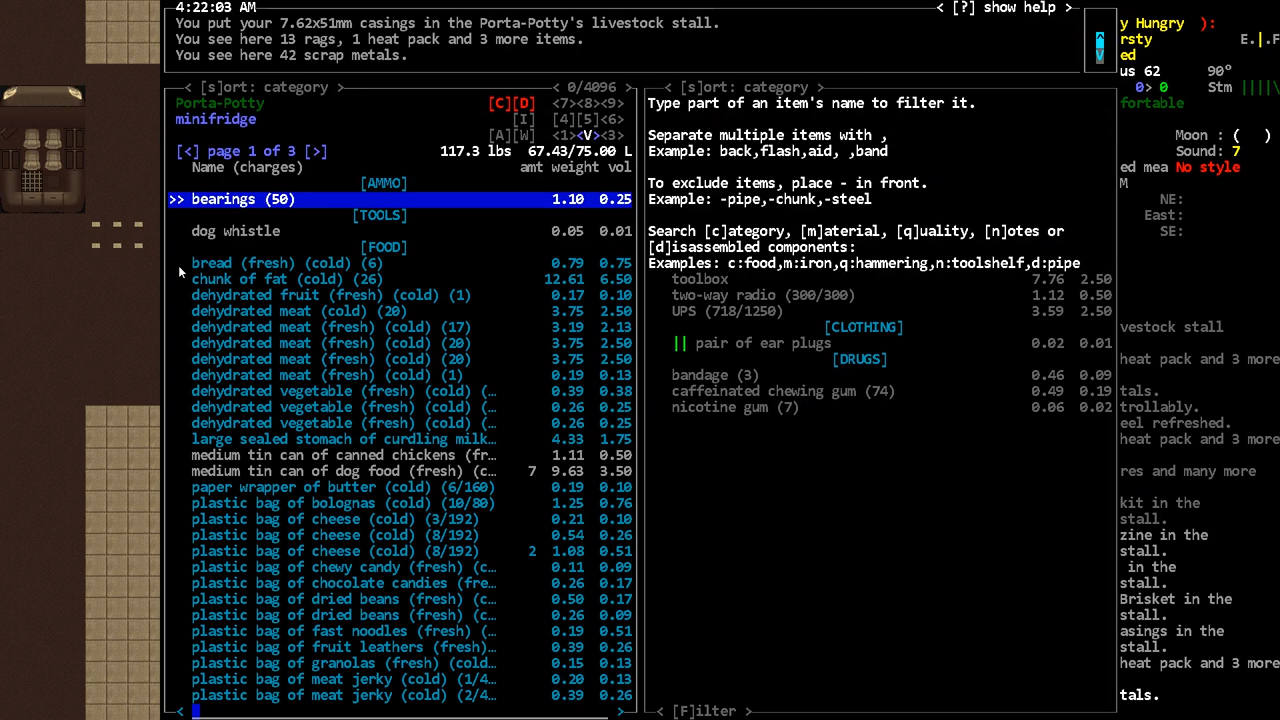 4:22:03 AM
< [?] show help >
You put your 7.62x51mm casings in the Porta-Potty's livestock stall.
You see here 13 rags, 1 heat pack and 3 more items.
You see here 42 scrap metals.
y Hungry ):
rsty E.|.F
ed
us 62 90°
0> 0 Stm ||||\
fortable
Moon : ( )
Sound: 7
ed mea No style
M
NE:
East:
SE:
< [s]ort: category > < 0/4096 >
Porta-Potty [C][D] <7><8><9>
minifridge [I] [4][5]<6>
[A][W] <1><V><3>
[<] page 1 of 3 [>] 117.3 lbs 67.43/75.00 L
Name (charges) amt weight vol
[AMMO]
>> bearings (50) 1.10 0.25
[TOOLS]
dog whistle 0.05 0.01
[FOOD]
bread (fresh) (cold) (6) 0.79 0.75
chunk of fat (cold) (26) 12.61 6.50
dehydrated fruit (fresh) (cold) (1) 0.17 0.10
dehydrated meat (cold) (20) 3.75 2.50
dehydrated meat (fresh) (cold) (17) 3.19 2.13
dehydrated meat (fresh) (cold) (20) 3.75 2.50
dehydrated meat (fresh) (cold) (20) 3.75 2.50
dehydrated meat (fresh) (cold) (1) 0.19 0.13
dehydrated vegetable (fresh) (cold) (… 0.39 0.38
dehydrated vegetable (fresh) (cold) (… 0.26 0.25
dehydrated vegetable (fresh) (cold) (… 0.26 0.25
large sealed stomach of curdling milk… 4.33 1.75
medium tin can of canned chickens (fr… 1.11 0.50
medium tin can of dog food (fresh) (c… 7 9.63 3.50
paper wrapper of butter (cold) (6/160) 0.19 0.10
plastic bag of bolognas (cold) (10/80) 1.25 0.76
plastic bag of cheese (cold) (3/192) 0.21 0.10
plastic bag of cheese (cold) (8/192) 0.54 0.26
plastic bag of cheese (cold) (8/192) 2 1.08 0.51
plastic bag of chewy candy (fresh) (c… 0.11 0.09
plastic bag of chocolate candies (fre… 0.26 0.17
plastic bag of dried beans (fresh) (c… 0.50 0.17
plastic bag of dried beans (fresh) (c… 0.26 0.09
plastic bag of fast noodles (fresh) (… 0.19 0.51
plastic bag of fruit leathers (fresh)… 0.39 0.26
plastic bag of granolas (fresh) (cold… 0.15 0.13
plastic bag of meat jerky (cold) (1/4… 0.20 0.13
plastic bag of meat jerky (cold) (2/4… 0.39 0.26
< >
< [s]ort: category >
Type part of an item's name to filter it.
Separate multiple items with ,
Example: back,flash,aid, ,band
To exclude items, place - in front.
Example: -pipe,-chunk,-steel
Search [c]ategory, [m]aterial, [q]uality, [n]otes or
[d]isassembled components:
Examples: c:food,m:iron,q:hammering,n:toolshelf,d:pipe
toolbox 7.76 2.50
two-way radio (300/300) 1.12 0.50
UPS (718/1250) 3.59 2.50
[CLOTHING]
|| pair of ear plugs 0.02 0.01
[DRUGS]
bandage (3) 0.46 0.09
caffeinated chewing gum (74) 0.49 0.19
nicotine gum (7) 0.06 0.02
< [F]ilter >
vestock stall
heat pack and 3 more
tals.
trollably.
eel refreshed.
heat pack and 3 more
res and many more
kit in the
stall.
zine in the
stall.
in the
stall.
Brisket in the
stall.
asings in the
stall.
heat pack and 3 more
tals.